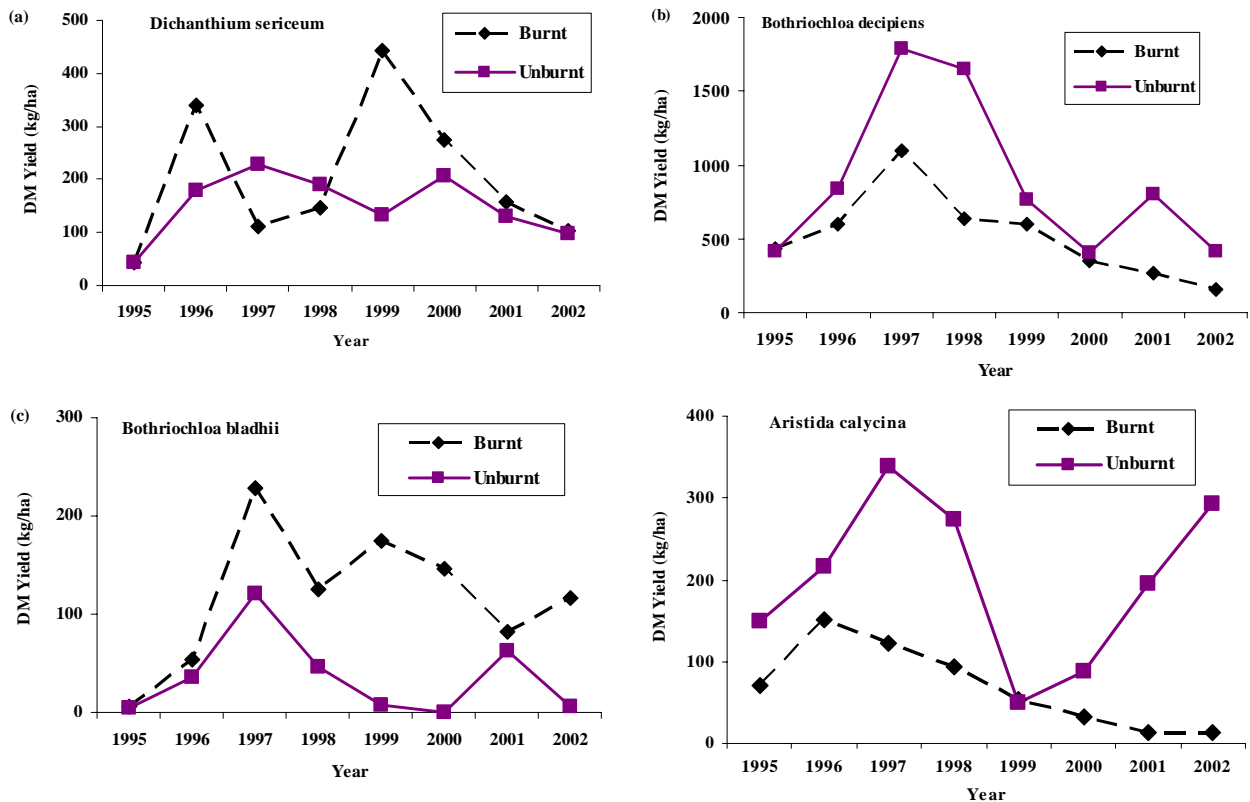 (a)
Dichanthium sericeum
Burnt
Unburnt
DM Yield (kg/ha)
500
400
300
200
100
0
1995 1996 1997 1998 1999 2000 2001 2002
Year
(b)
Bothriochloa decipiens
Burnt
Unburnt
DM Yield (kg/ha)
2000
1500
1000
500
0
1995 1996 1997 1998 1999 2000 2001 2002
Year
(c)
Bothriochloa bladhii
Burnt
Unburnt
DM Yield (kg/ha)
300
200
100
0
1995 1996 1997 1998 1999 2000 2001 2002
Year
Aristida calycina
Burnt
Unburnt
DM Yield (kg/ha)
400
300
200
100
0
1995 1996 1997 1998 1999 2000 2001 2002
Year